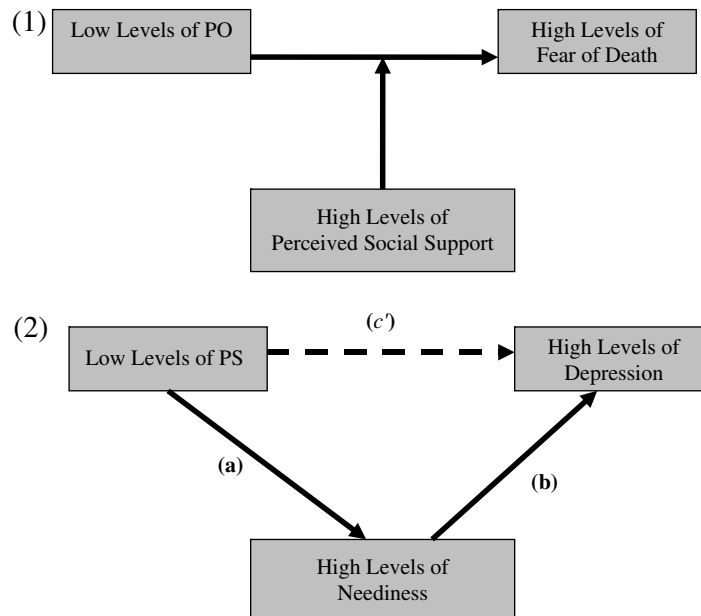 (1)
Low Levels of PO
High Levels of
Fear of Death
High Levels of
Perceived Social Support
(2)
(c')
Low Levels of PS
High Levels of
Depression
(a)
(b)
High Levels of
Neediness